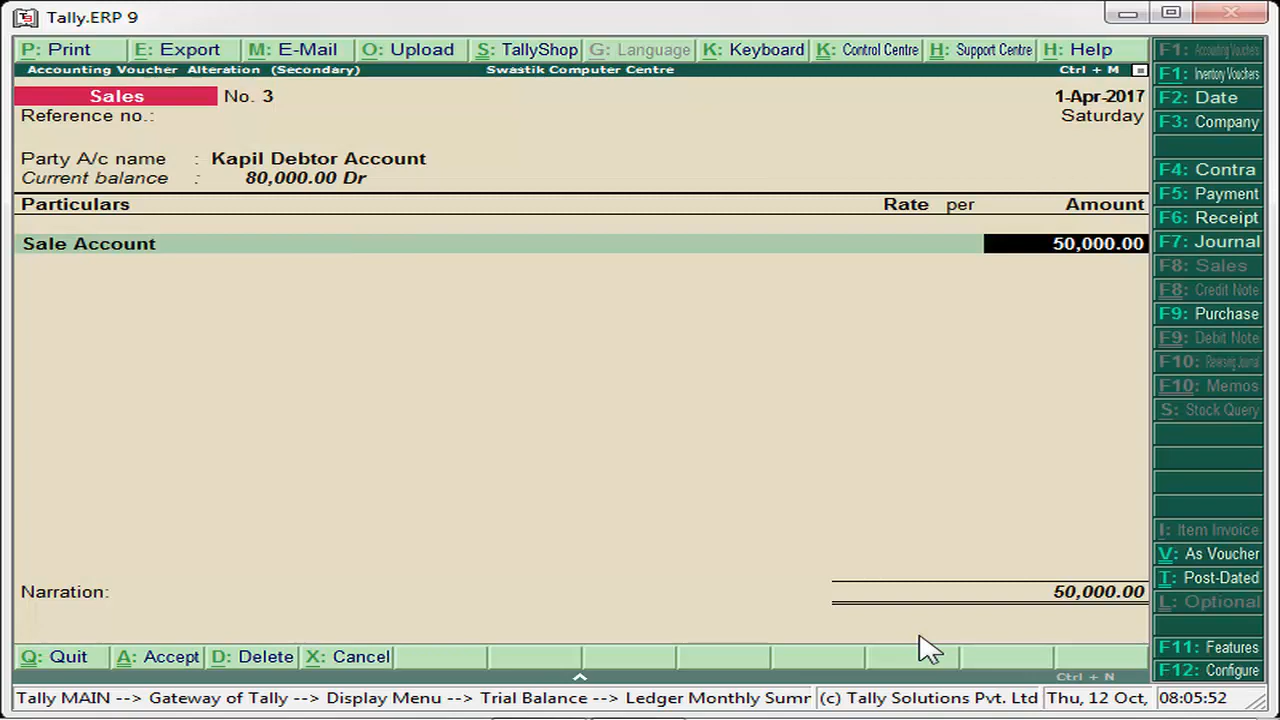 Tally.ERP 9
P: Print E: Export M: E-Mail O: Upload S: TallyShop G: Language K: Keyboard K: Control Centre H: Support Centre H: Help
Accounting Voucher Alteration (Secondary) Swastik Computer Centre Ctrl + M
Sales No. 3 1-Apr-2017
Reference no.: Saturday
Party A/c name : Kapil Debtor Account
Current balance : 80,000.00 Dr
Particulars Rate per Amount
Sale Account 50,000.00
Narration: 50,000.00
Q: Quit A: Accept D: Delete X: Cancel
Ctrl + N
Tally MAIN --> Gateway of Tally --> Display Menu --> Trial Balance --> Ledger Monthly Summ (c) Tally Solutions Pvt. Ltd Thu, 12 Oct, 08:05:52
F1: Accounting Vouchers
F1: Inventory Vouchers
F2: Date
F3: Company
F4: Contra
F5: Payment
F6: Receipt
F7: Journal
F8: Sales
F8: Credit Note
F9: Purchase
F9: Debit Note
F10: Reversing Journal
F10: Memos
S: Stock Query
I: Item Invoice
V: As Voucher
T: Post-Dated
L: Optional
F11: Features
F12: Configure